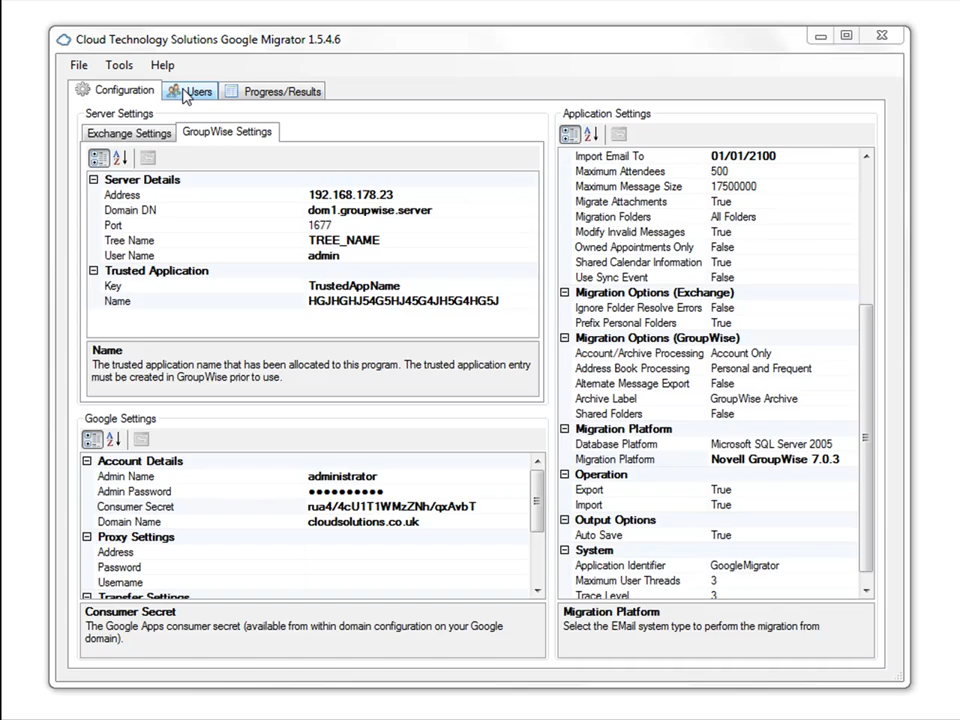 Cloud Technology Solutions Google Migrator 1.5.4.6
File Tools Help
Configuration Users Progress/Results
Server Settings
Exchange Settings GroupWise Settings
Server Details
Address 192.168.178.23
Domain DN dom1.groupwise.server
Port 1677
Tree Name TREE_NAME
User Name admin
Trusted Application
Key TrustedAppName
Name HGJHGHJ54G5HJ45G4JH5G4HG5J
Name
The trusted application name that has been allocated to this program. The trusted application entry
must be created in GroupWise prior to use.
Google Settings
Account Details
Admin Name administrator
Admin Password ●●●●●●●●●●
Consumer Secret rua4/4cU1T1WMzZNh/qxAvbT
Domain Name cloudsolutions.co.uk
Proxy Settings
Address
Password
Username
Transfer Settings
Consumer Secret
The Google Apps consumer secret (available from within domain configuration on your Google
domain).
Application Settings
Import Email To 01/01/2100
Maximum Attendees 500
Maximum Message Size 17500000
Migrate Attachments True
Migration Folders All Folders
Modify Invalid Messages True
Owned Appointments Only False
Shared Calendar Information True
Use Sync Event False
Migration Options (Exchange)
Ignore Folder Resolve Errors False
Prefix Personal Folders True
Migration Options (GroupWise)
Account/Archive Processing Account Only
Address Book Processing Personal and Frequent
Alternate Message Export False
Archive Label GroupWise Archive
Shared Folders False
Migration Platform
Database Platform Microsoft SQL Server 2005
Migration Platform Novell GroupWise 7.0.3
Operation
Export True
Import True
Output Options
Auto Save True
System
Application Identifier GoogleMigrator
Maximum User Threads 3
Trace Level 3
Migration Platform
Select the EMail system type to perform the migration from